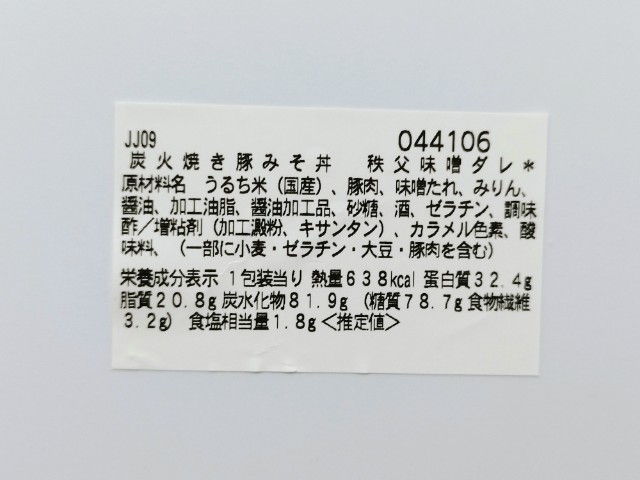 JJ09 044106
炭火焼き豚みそ丼 秩父味噌ダレ*
原材料名 うるち米(国産)、豚肉、味噌たれ、みりん、
醤油、加工油脂、醤油加工品、砂糖、酒、ゼラチン、調味
酢/増粘剤(加工澱粉、キサンタン)、カラメル色素、酸
味料、(一部に小麦・ゼラチン・大豆・豚肉を含む)
栄養成分表示 1包装当り 熱量638kcal 蛋白質32.4g
脂質20.8g 炭水化物81.9g (糖質78.7g 食物繊維
3.2g) 食塩相当量1.8g<推定値>